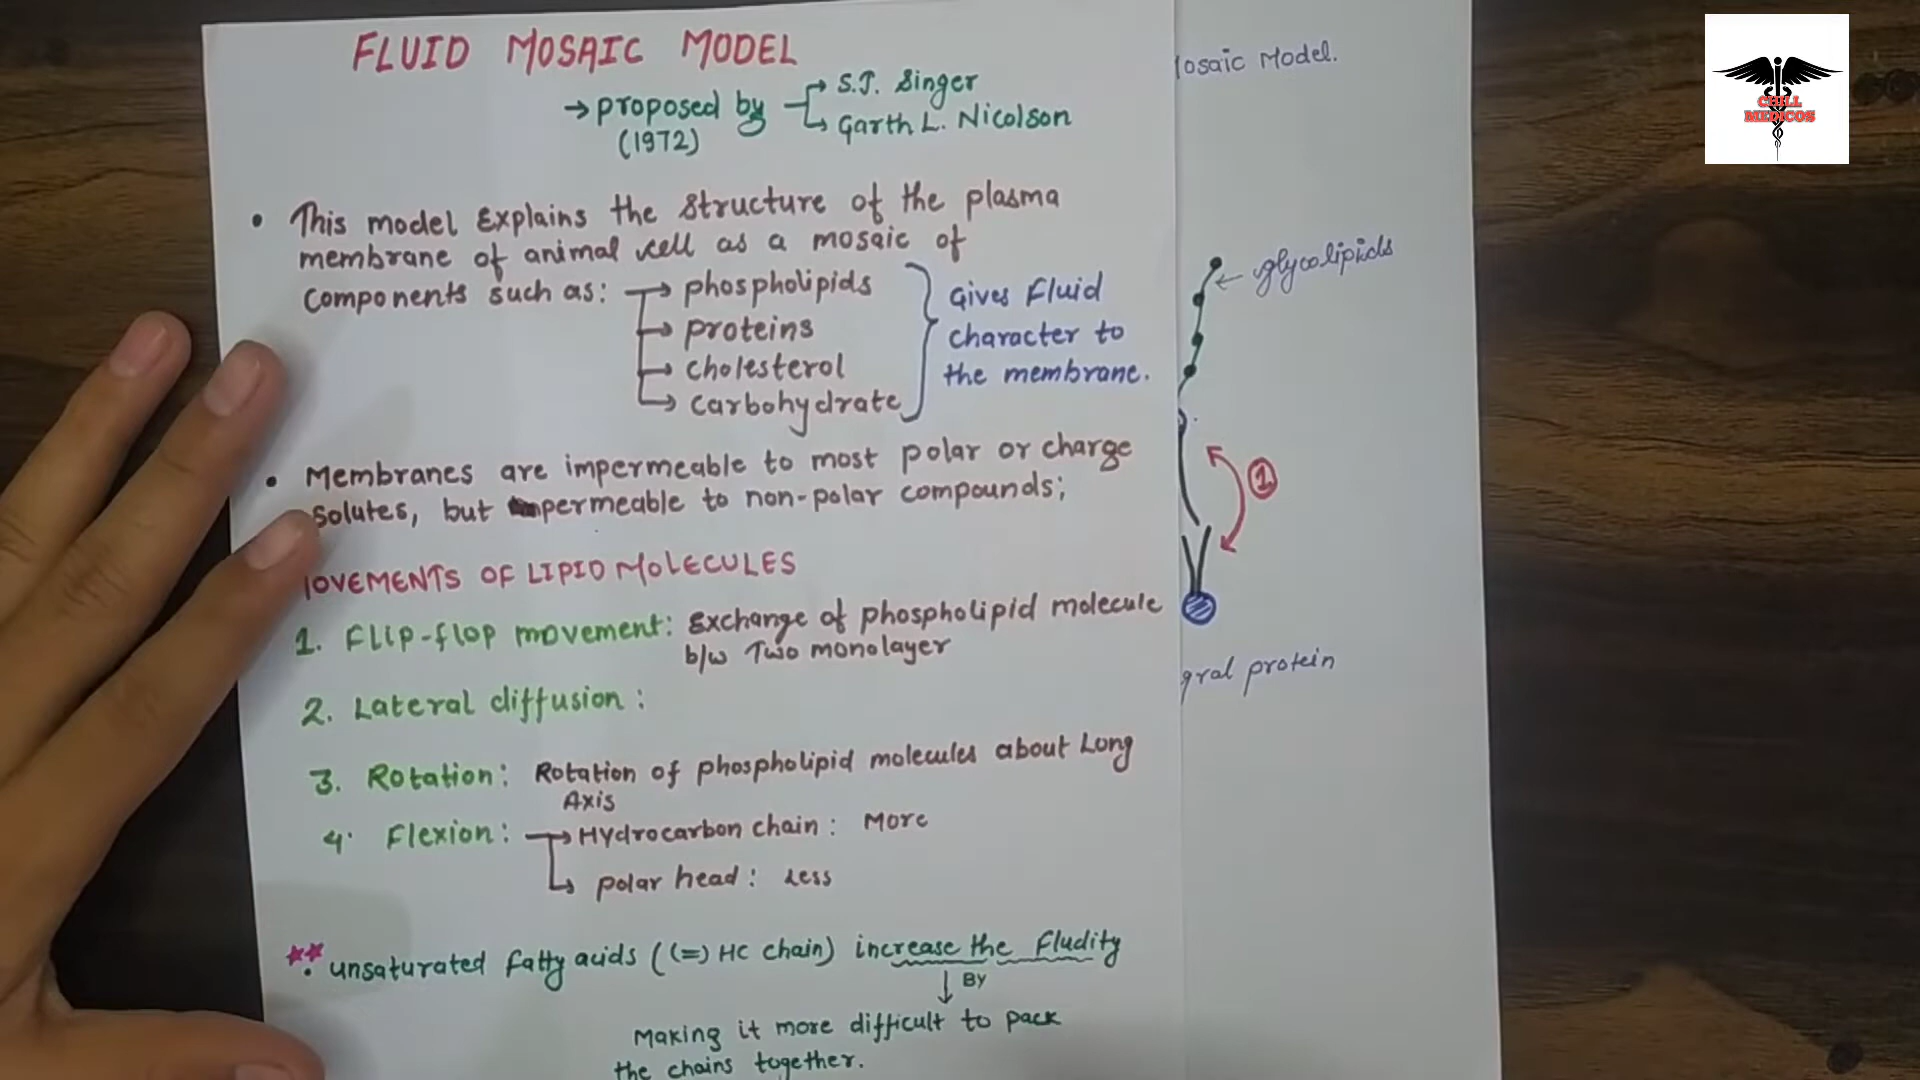 FLUID MOSAIC MODEL
→ proposed by → S.J. Singer
(1972) → Garth L. Nicolson
• This model Explains the structure of the plasma
membrane of animal cell as a mosaic of
components such as: → phospholipids
→ proteins
→ cholesterol
→ carbohydrate
Gives Fluid
character to
the membrane.
• Membranes are impermeable to most polar or charge
solutes, but permeable to non-polar compounds;
OVEMENTS OF LIPID MOLECULES
1. Flip-flop movement: Exchange of phospholipid molecule
b/w Two monolayer
2. Lateral diffusion:
3. Rotation: Rotation of phospholipid molecules about Long
Axis
4. Flexion: → Hydrocarbon chain: More
→ polar head: Less
** • unsaturated fatty acids ((=) HC chain) increase the Fludity
↓ By
Making it more difficult to pack
the chains together.
osaic Model.
← glycolipids
1
gral protein
CHILL
MEDICOS